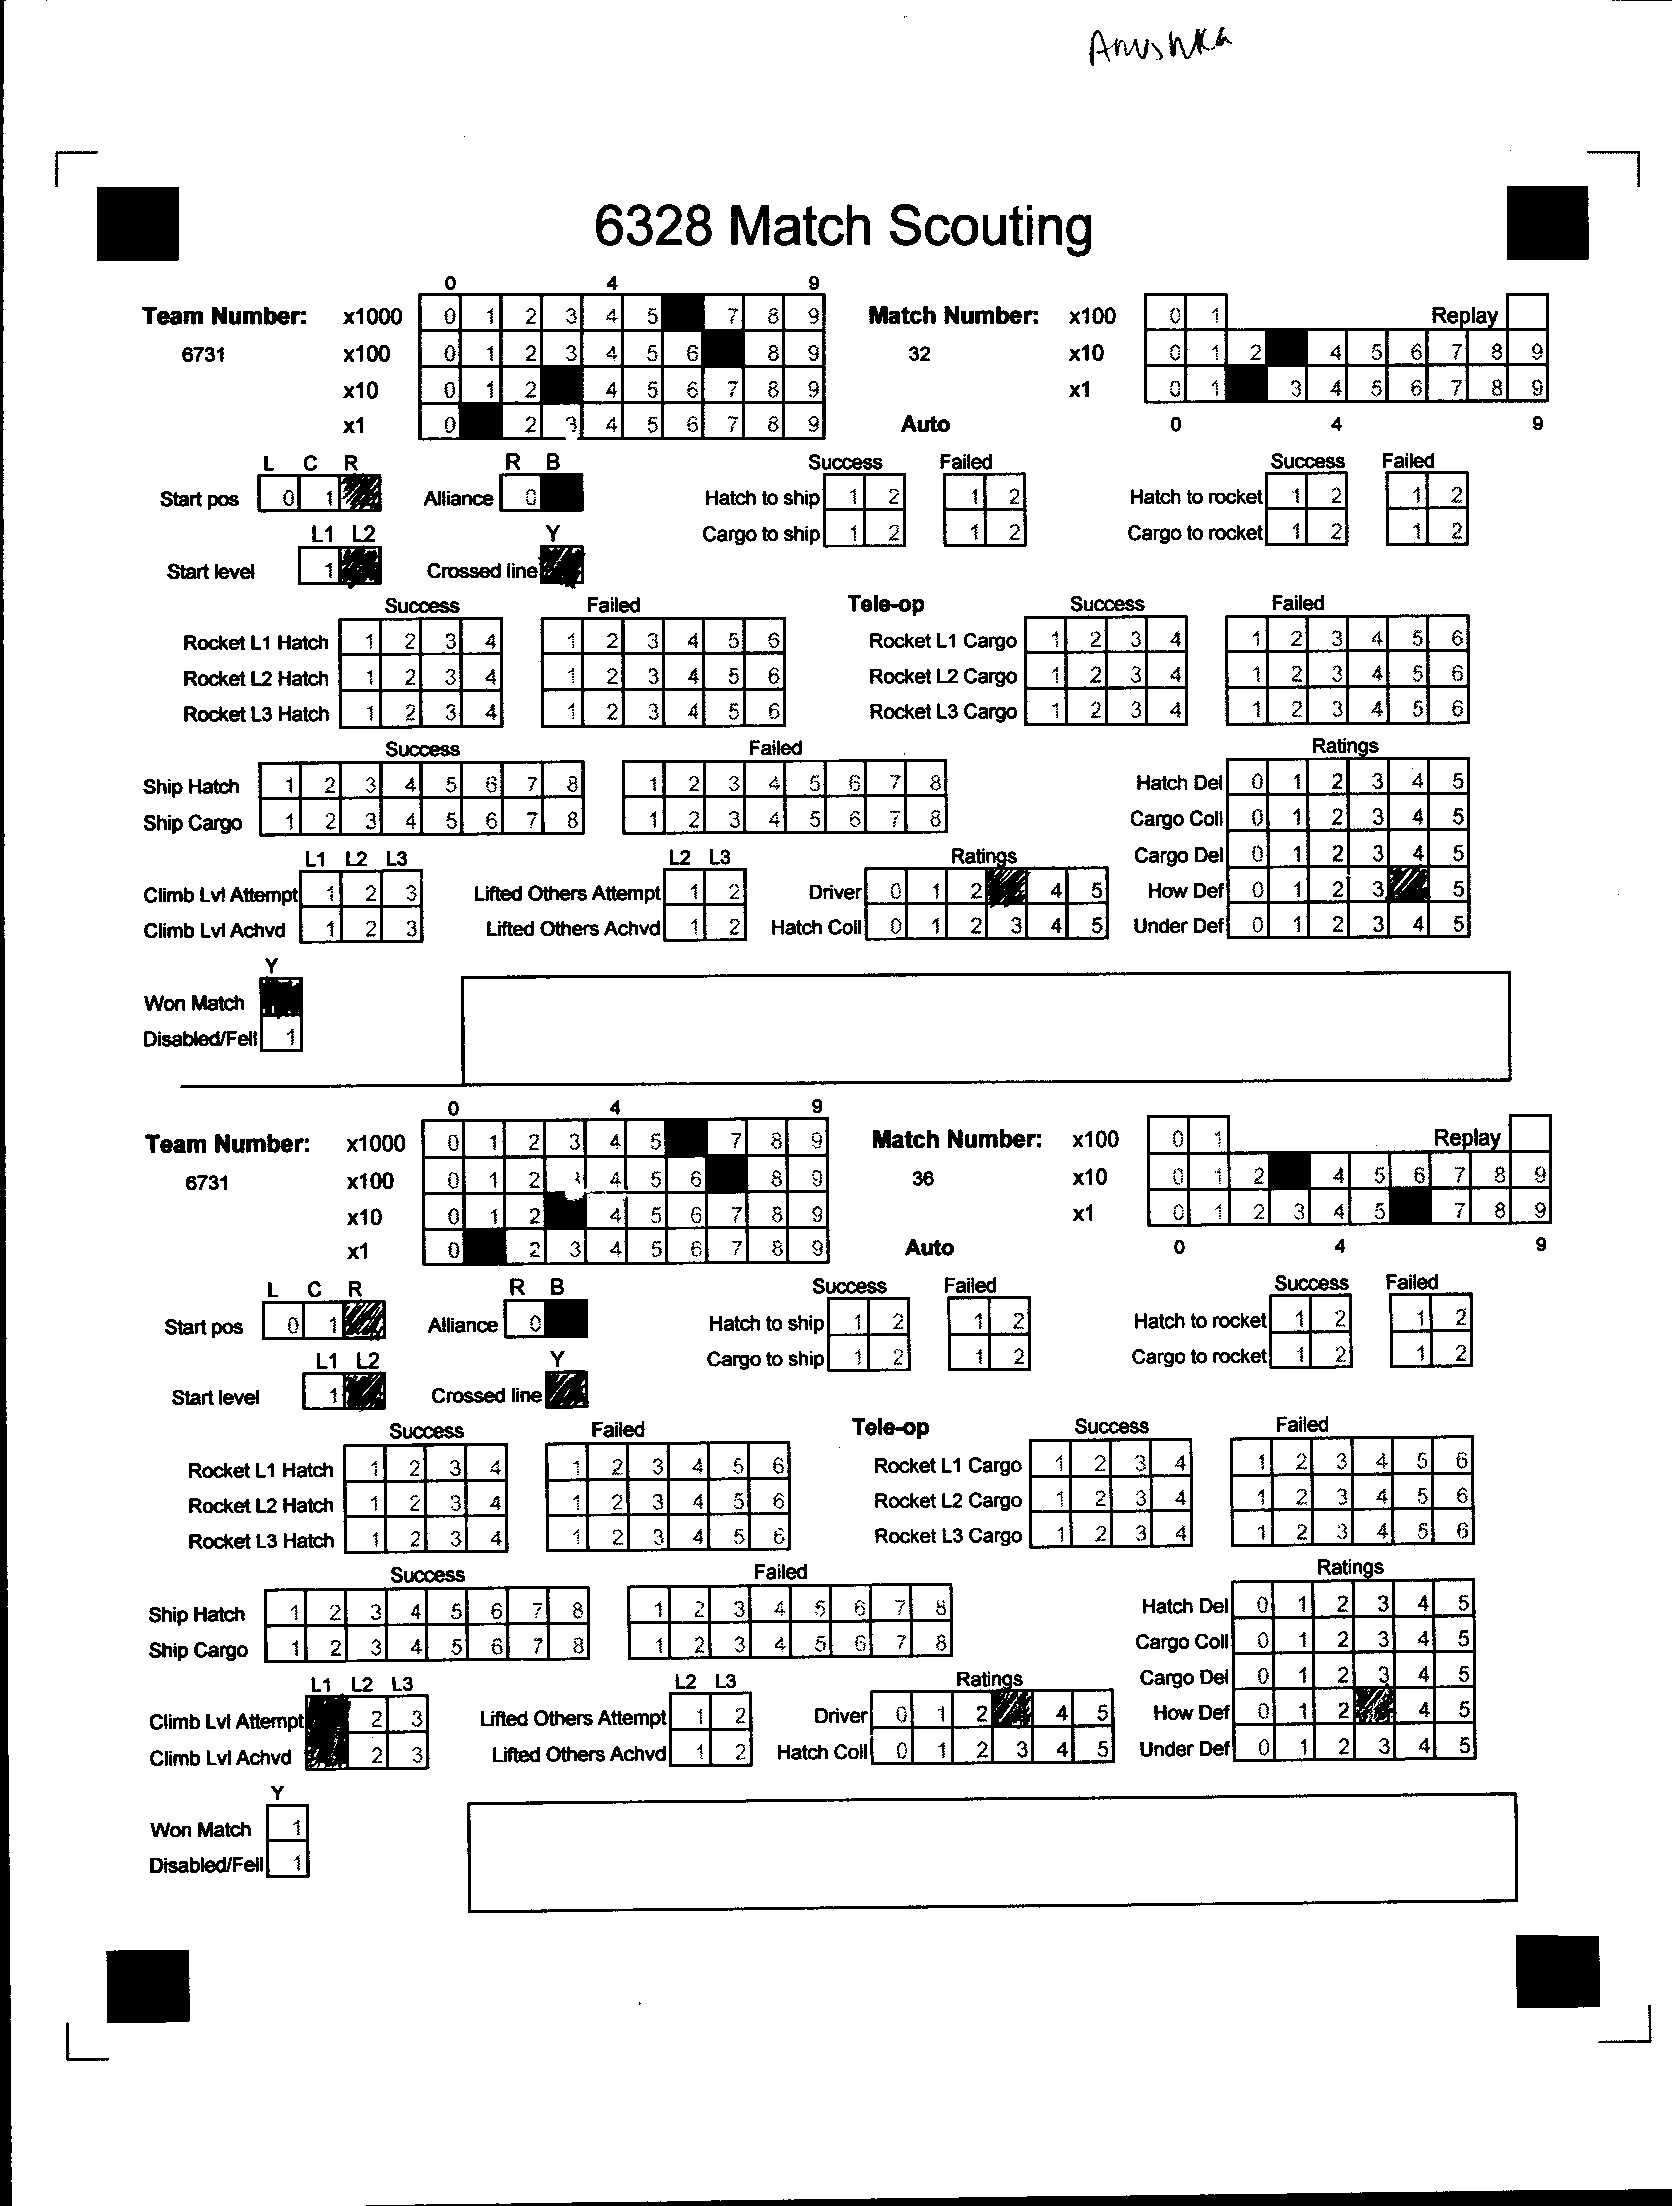 Anushka
6328 Match Scouting
0 4 9
Team Number: x1000 0 1 2 3 4 5 7 8 9 Match Number: x100 0 1 Replay
6731 x100 0 1 2 3 4 5 6 8 9 32 x10 0 1 2 4 5 6 7 8 9
x10 0 1 2 4 5 6 7 8 9 x1 0 1 3 4 5 6 7 8 9
x1 0 2 3 4 5 6 7 8 9 Auto 0 4 9
L C R R B Success Failed Success Failed
Start pos 0 1 Alliance 0 Hatch to ship 1 2 1 2 Hatch to rocket 1 2 1 2
L1 L2 Y Cargo to ship 1 2 1 2 Cargo to rocket 1 2 1 2
Start level 1 Crossed line
Success Failed Tele-op Success Failed
Rocket L1 Hatch 1 2 3 4 1 2 3 4 5 6 Rocket L1 Cargo 1 2 3 4 1 2 3 4 5 6
Rocket L2 Hatch 1 2 3 4 1 2 3 4 5 6 Rocket L2 Cargo 1 2 3 4 1 2 3 4 5 6
Rocket L3 Hatch 1 2 3 4 1 2 3 4 5 6 Rocket L3 Cargo 1 2 3 4 1 2 3 4 5 6
Success Failed Ratings
Ship Hatch 1 2 3 4 5 6 7 8 1 2 3 4 5 6 7 8 Hatch Del 0 1 2 3 4 5
Ship Cargo 1 2 3 4 5 6 7 8 1 2 3 4 5 6 7 8 Cargo Coll 0 1 2 3 4 5
L1 L2 L3 L2 L3 Ratings Cargo Del 0 1 2 3 4 5
Climb Lvl Attempt 1 2 3 Lifted Others Attempt 1 2 Driver 0 1 2 4 5 How Def 0 1 2 3 5
Climb Lvl Achvd 1 2 3 Lifted Others Achvd 1 2 Hatch Coll 0 1 2 3 4 5 Under Def 0 1 2 3 4 5
Y
Won Match
Disabled/Fell 1
0 4 9
Team Number: x1000 0 1 2 3 4 5 7 8 9 Match Number: x100 0 1 Replay
6731 x100 0 1 2 3 4 5 6 8 9 36 x10 0 1 2 4 5 6 7 8 9
x10 0 1 2 4 5 6 7 8 9 x1 0 1 2 3 4 5 7 8 9
x1 0 2 3 4 5 6 7 8 9 Auto 0 4 9
L C R R B Success Failed Success Failed
Start pos 0 1 Alliance 0 Hatch to ship 1 2 1 2 Hatch to rocket 1 2 1 2
L1 L2 Y Cargo to ship 1 2 1 2 Cargo to rocket 1 2 1 2
Start level 1 Crossed line
Success Failed Tele-op Success Failed
Rocket L1 Hatch 1 2 3 4 1 2 3 4 5 6 Rocket L1 Cargo 1 2 3 4 1 2 3 4 5 6
Rocket L2 Hatch 1 2 3 4 1 2 3 4 5 6 Rocket L2 Cargo 1 2 3 4 1 2 3 4 5 6
Rocket L3 Hatch 1 2 3 4 1 2 3 4 5 6 Rocket L3 Cargo 1 2 3 4 1 2 3 4 5 6
Success Failed Ratings
Ship Hatch 1 2 3 4 5 6 7 8 1 2 3 4 5 6 7 8 Hatch Del 0 1 2 3 4 5
Ship Cargo 1 2 3 4 5 6 7 8 1 2 3 4 5 6 7 8 Cargo Coll 0 1 2 3 4 5
L1 L2 L3 L2 L3 Ratings Cargo Del 0 1 2 3 4 5
Climb Lvl Attempt 2 3 Lifted Others Attempt 1 2 Driver 0 1 2 4 5 How Def 0 1 2 4 5
Climb Lvl Achvd 2 3 Lifted Others Achvd 1 2 Hatch Coll 0 1 2 3 4 5 Under Def 0 1 2 3 4 5
Y
Won Match 1
Disabled/Fell 1